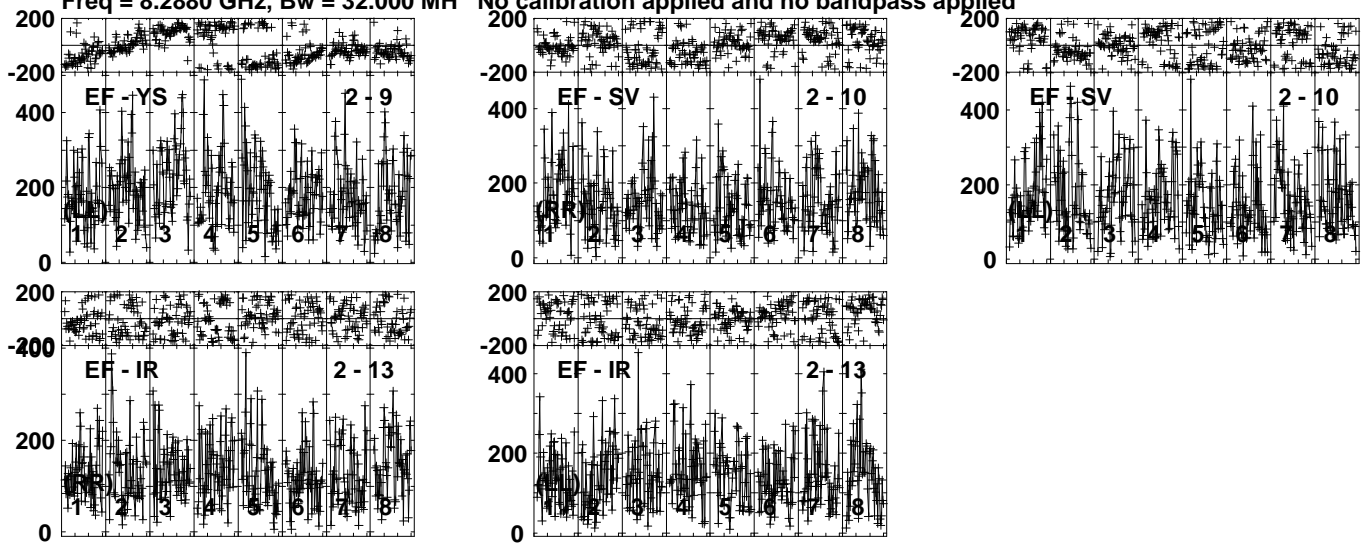 Freq = 8.2880 GHz, Bw = 32.000 MH No calibration applied and no bandpass applied
200
-200
EF - YS 2 - 9
400
200
(LL)
1 2 3 4 5 6 7 8
0
200
-200
EF - SV 2 - 10
400
200
(RR)
1 2 3 4 5 6 7 8
0
200
-200
EF - SV 2 - 10
400
200
(LL)
1 2 3 4 5 6 7 8
0
200
-200
400
EF - IR 2 - 13
200
(RR)
1 2 3 4 5 6 7 8
0
200
-200
EF - IR 2 - 13
400
200
(LL)
1 2 3 4 5 6 7 8
0